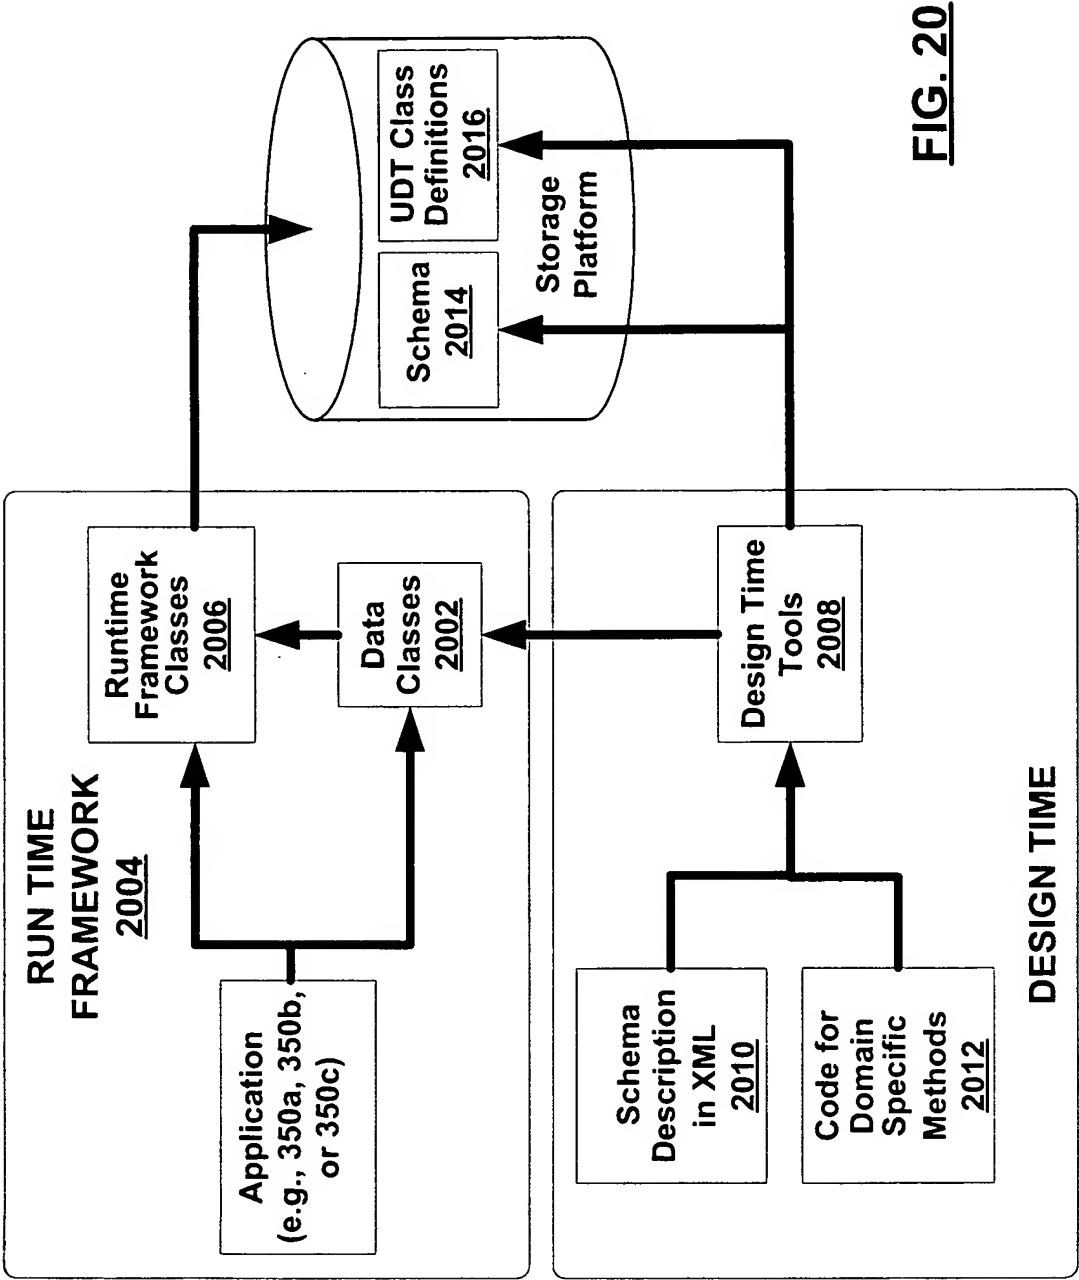 RUN TIME
FRAMEWORK
2004
Application
(e.g., 350a, 350b,
or 350c)
Runtime
Framework
Classes
2006
Data
Classes
2002
Schema
2014
UDT Class
Definitions
2016
Storage
Platform
Schema
Description
in XML
2010
Code for
Domain
Specific
Methods
2012
Design Time
Tools
2008
DESIGN TIME
FIG. 20